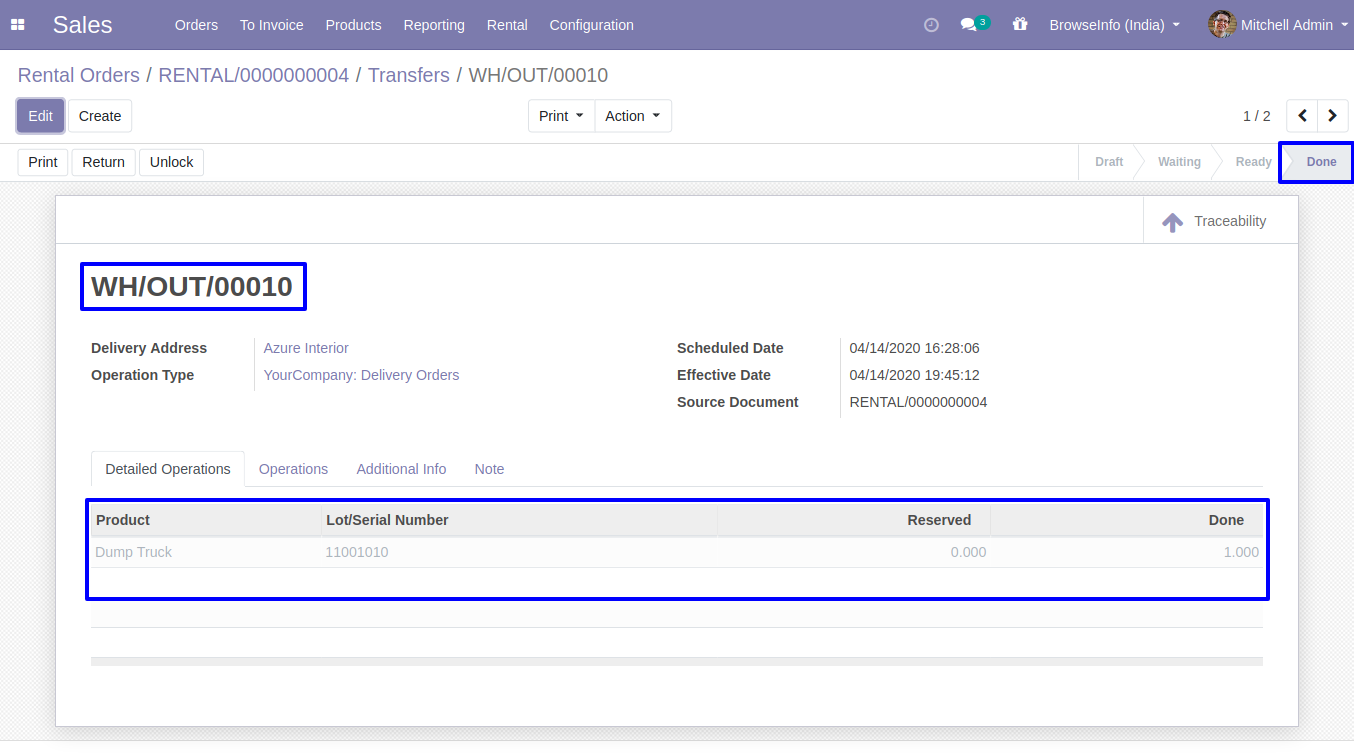 Sales Orders To Invoice Products Reporting Rental Configuration 3 BrowseInfo (India) Mitchell Admin
Rental Orders / RENTAL/0000000004 / Transfers / WH/OUT/00010
Edit Create Print Action 1 / 2
Print Return Unlock Draft Waiting Ready Done
Traceability
WH/OUT/00010
Delivery Address Azure Interior Scheduled Date 04/14/2020 16:28:06
Operation Type YourCompany: Delivery Orders Effective Date 04/14/2020 19:45:12
Source Document RENTAL/0000000004
Detailed Operations Operations Additional Info Note
Product Lot/Serial Number Reserved Done
Dump Truck 11001010 0.000 1.000